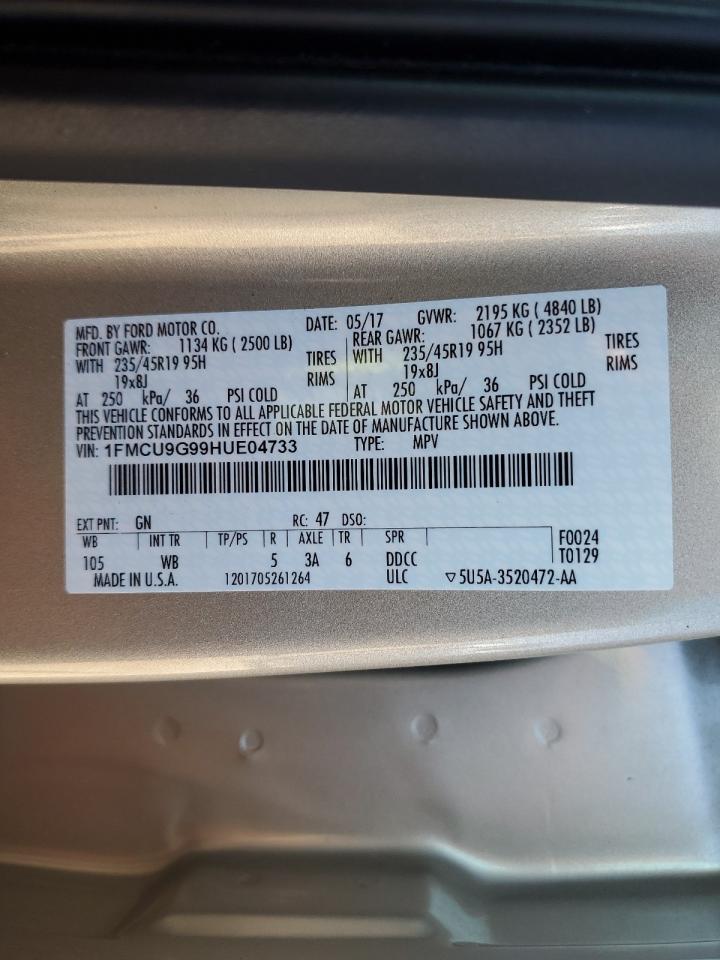 MFD. BY FORD MOTOR CO. DATE: 05/17 GVWR: 2195 KG ( 4840 LB)
FRONT GAWR: 1134 KG ( 2500 LB) REAR GAWR: 1067 KG ( 2352 LB)
WITH 235/45R19 95H TIRES WITH 235/45R19 95H TIRES
19x8J RIMS 19x8J RIMS
AT 250 kPa/ 36 PSI COLD AT 250 kPa/ 36 PSI COLD
THIS VEHICLE CONFORMS TO ALL APPLICABLE FEDERAL MOTOR VEHICLE SAFETY AND THEFT
PREVENTION STANDARDS IN EFFECT ON THE DATE OF MANUFACTURE SHOWN ABOVE.
VIN: 1FMCU9G99HUE04733 TYPE: MPV
EXT PNT: GN RC: 47 DSO:
WB INT TR TP/PS R AXLE TR SPR F0024
105 WB 5 3A 6 DDCC T0129
MADE IN U.S.A. 1201705261264 ULC ▽5U5A-3520472-AA